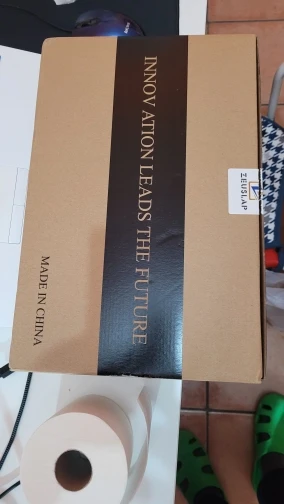 INNOV ATION LEADS THE FUTURE
ZEUSLAP
MADE IN CHINA